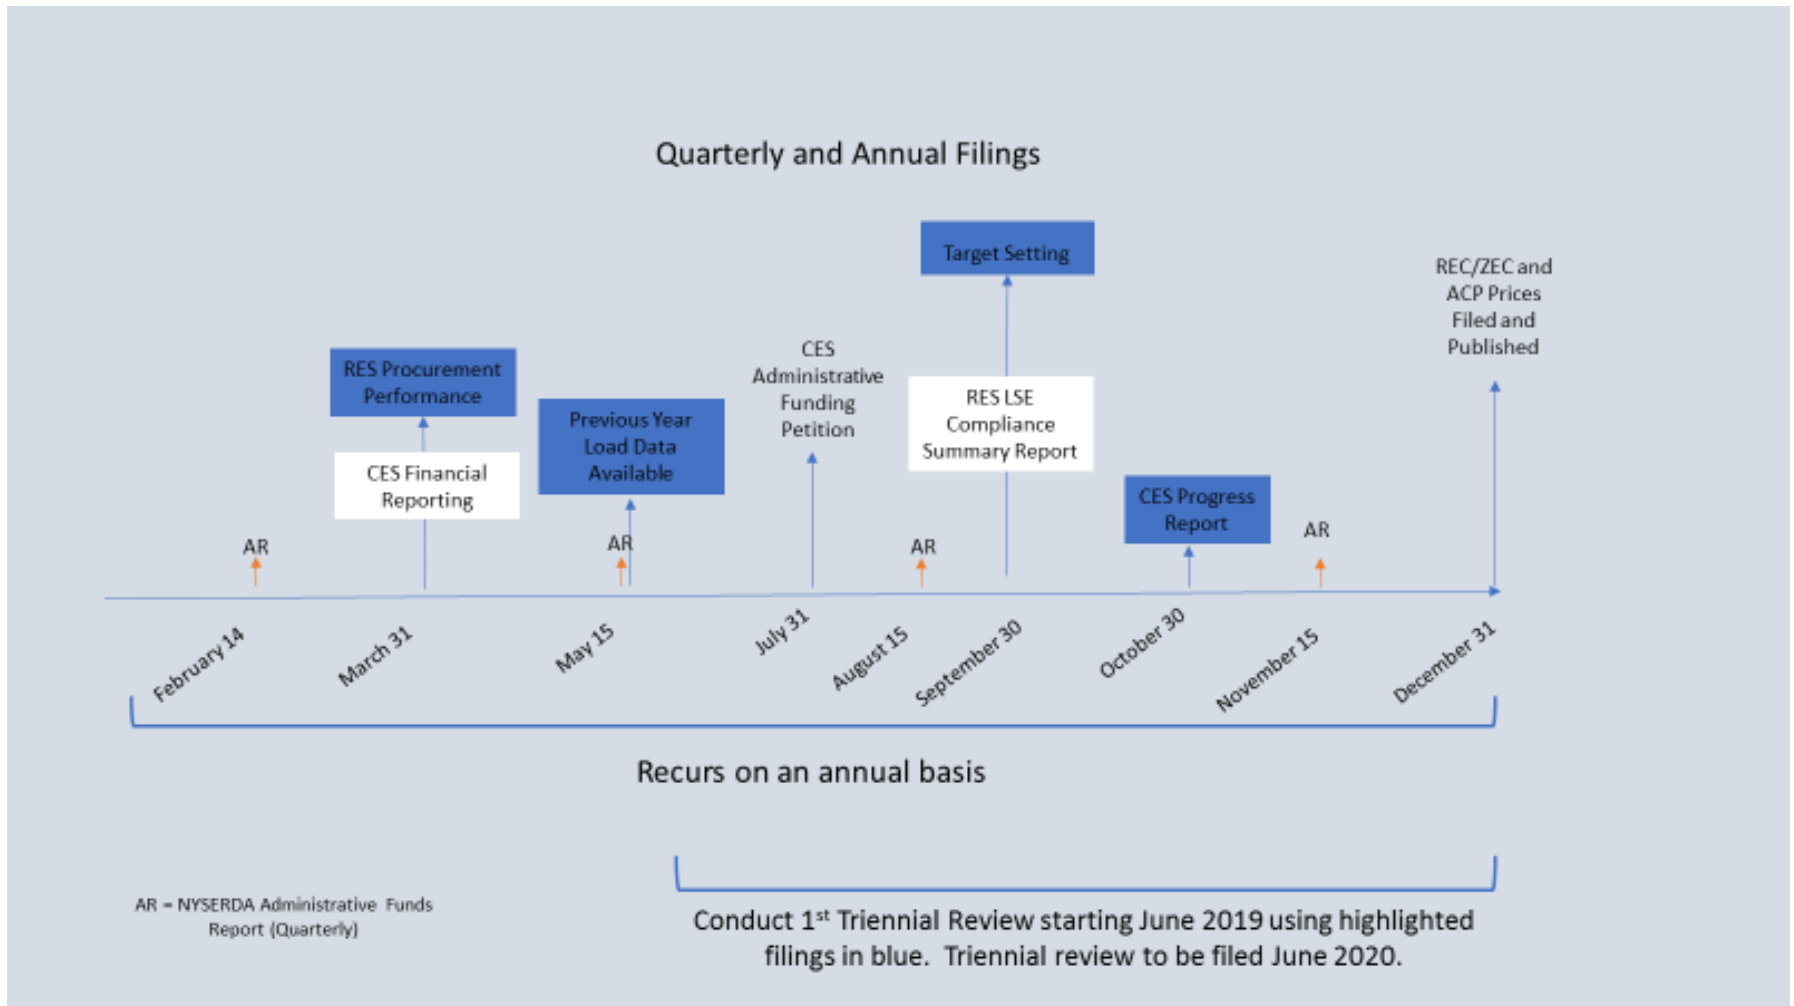 Quarterly and Annual Filings
Target Setting
REC/ZEC and
ACP Prices
Filed and
Published
RES Procurement
Performance
CES Financial
Reporting
Previous Year
Load Data
Available
CES
Administrative
Funding
Petition
RES LSE
Compliance
Summary Report
CES Progress
Report
AR
AR
AR
AR
February 14
March 31
May 15
July 31
August 15
September 30
October 30
November 15
December 31
Recurs on an annual basis
AR = NYSERDA Administrative Funds
Report (Quarterly)
Conduct 1st Triennial Review starting June 2019 using highlighted
filings in blue. Triennial review to be filed June 2020.